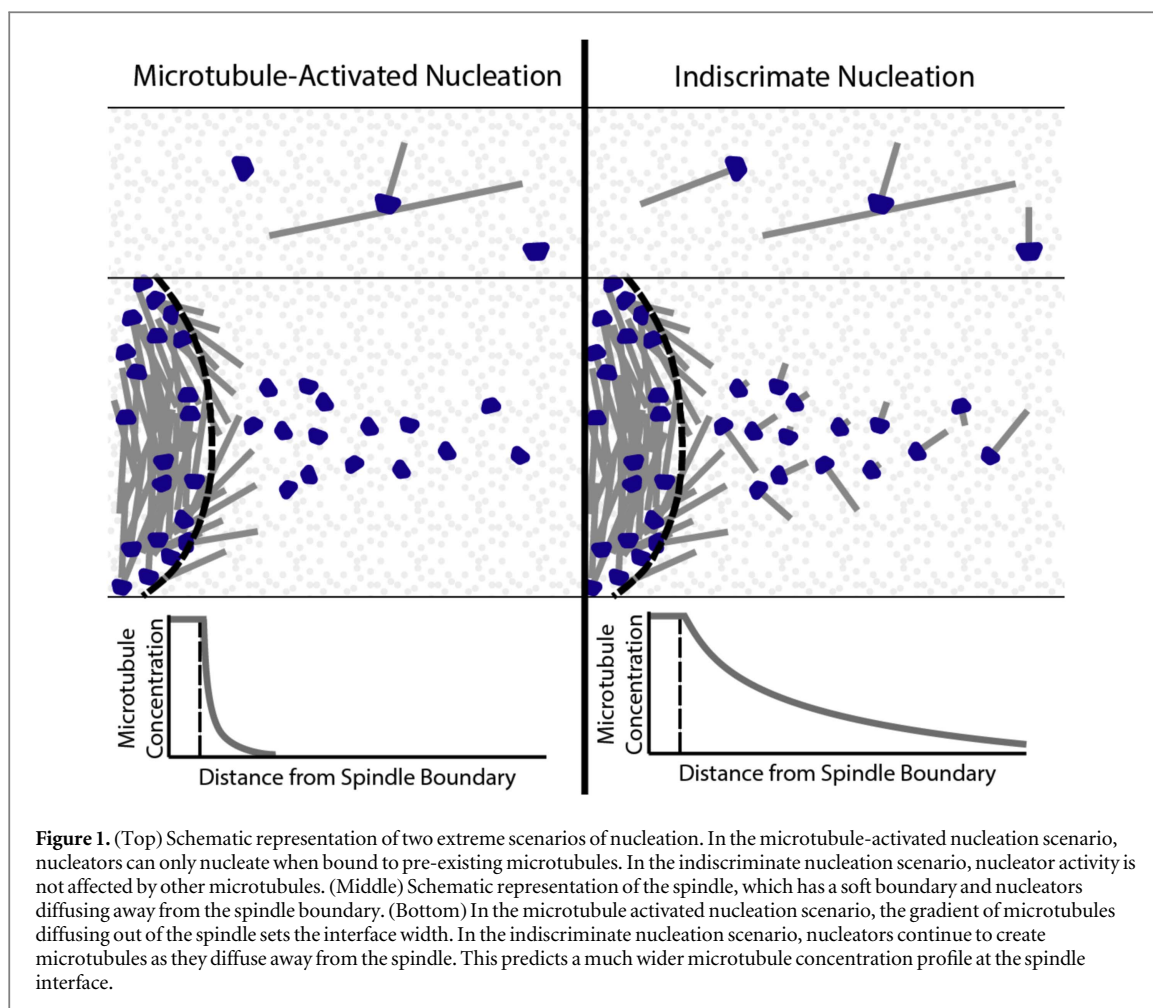 Microtubule-Activated Nucleation
Indiscrimate Nucleation
Microtubule
Concentration
Distance from Spindle Boundary
Microtubule
Concentration
Distance from Spindle Boundary
Figure 1. (Top) Schematic representation of two extreme scenarios of nucleation. In the microtubule-activated nucleation scenario,
nucleators can only nucleate when bound to pre-existing microtubules. In the indiscriminate nucleation scenario, nucleator activity is
not affected by other microtubules. (Middle) Schematic representation of the spindle, which has a soft boundary and nucleators
diffusing away from the spindle boundary. (Bottom) In the microtubule activated nucleation scenario, the gradient of microtubules
diffusing out of the spindle sets the interface width. In the indiscriminate nucleation scenario, nucleators continue to create
microtubules as they diffuse away from the spindle. This predicts a much wider microtubule concentration profile at the spindle
interface.